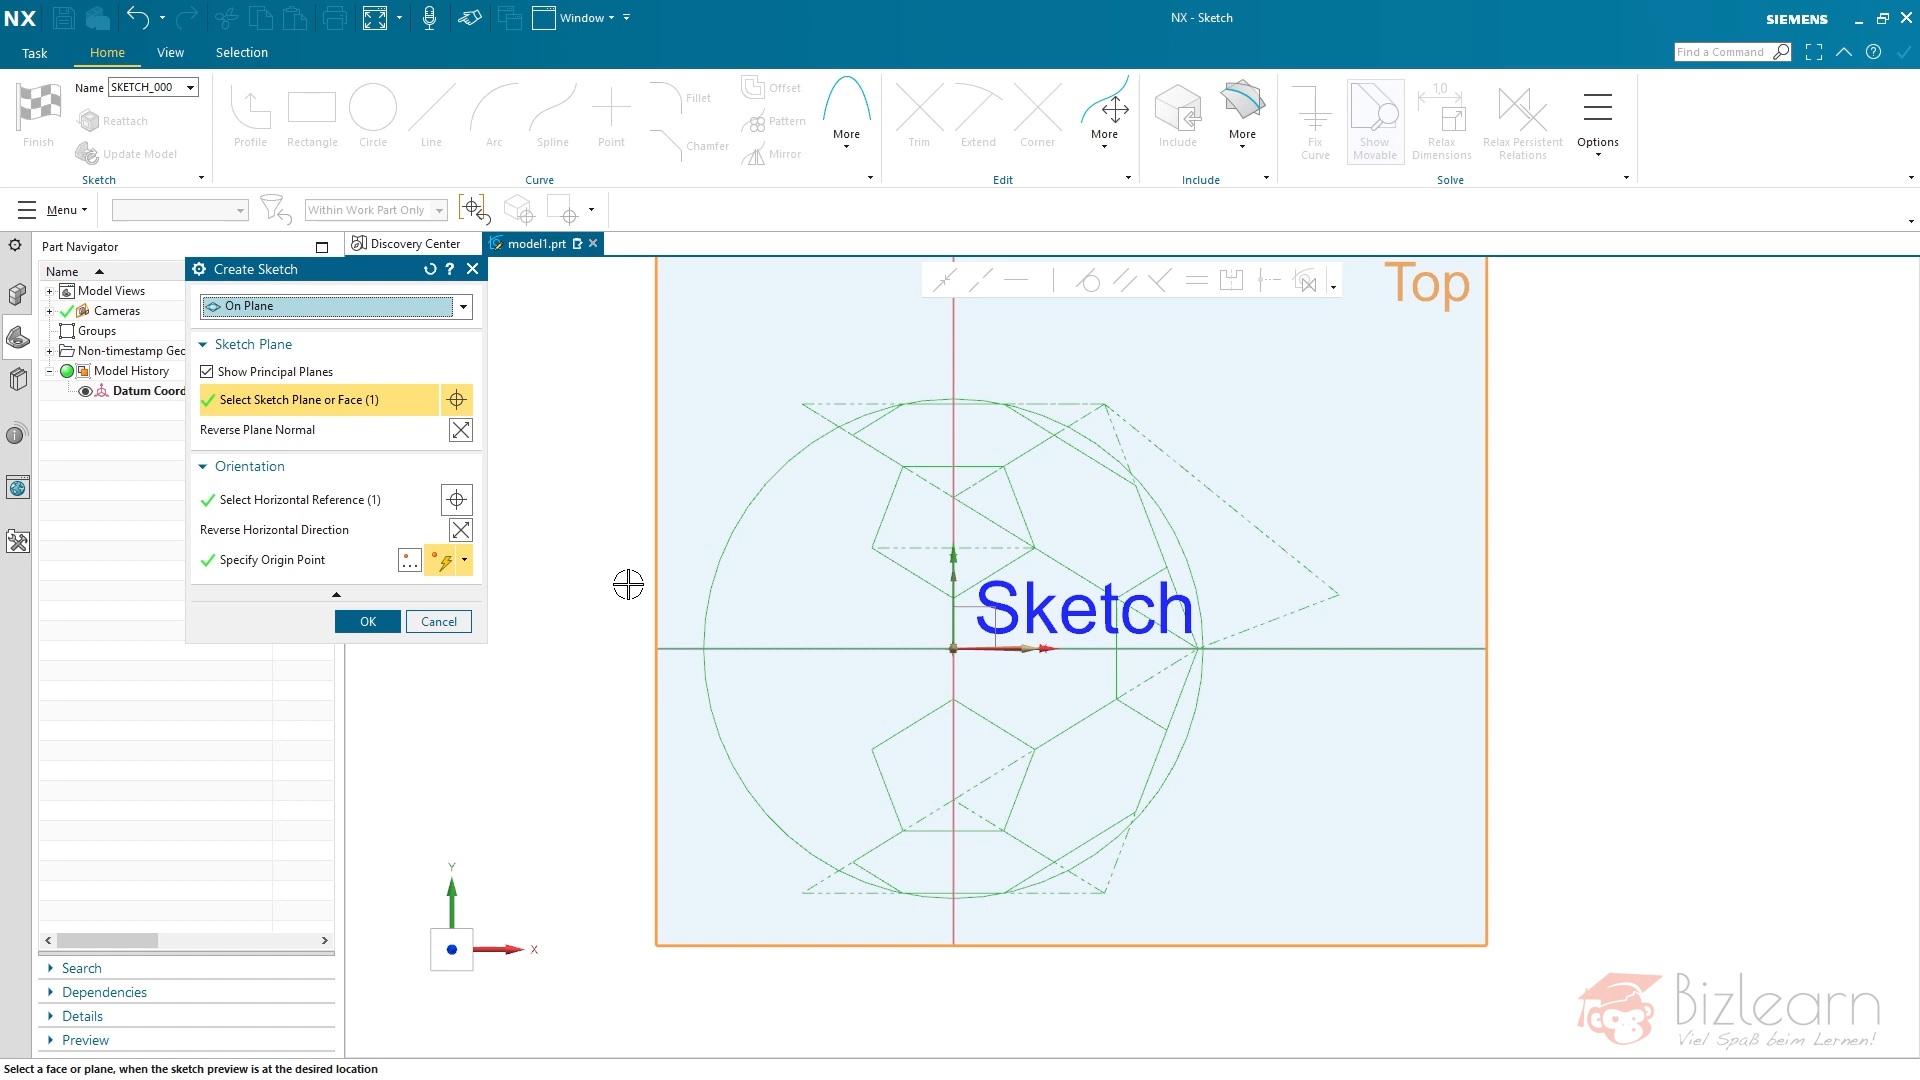 NX
Window
NX - Sketch
SIEMENS
Task
Home
View
Selection
Find a Command
Finish
Name
SKETCH_000
Reattach
Update Model
Sketch
Profile
Rectangle
Circle
Line
Arc
Spline
Point
Fillet
Chamfer
Offset
Pattern
Mirror
More
Curve
Trim
Extend
Corner
More
Edit
Include
More
Include
Fix
Curve
Show
Movable
1,0
Relax
Dimensions
Relax Persistent
Relations
Options
Solve
Menu
Within Work Part Only
Part Navigator
Discovery Center
model1.prt
Name
Model Views
Cameras
Groups
Non-timestamp Geo
Model History
Datum Coord
Create Sketch
On Plane
Sketch Plane
Show Principal Planes
Select Sketch Plane or Face (1)
Reverse Plane Normal
Orientation
Select Horizontal Reference (1)
Reverse Horizontal Direction
Specify Origin Point
OK
Cancel
Top
Sketch
Y
X
Search
Dependencies
Details
Preview
Bizlearn
Viel Spaß beim Lernen!
Select a face or plane, when the sketch preview is at the desired location